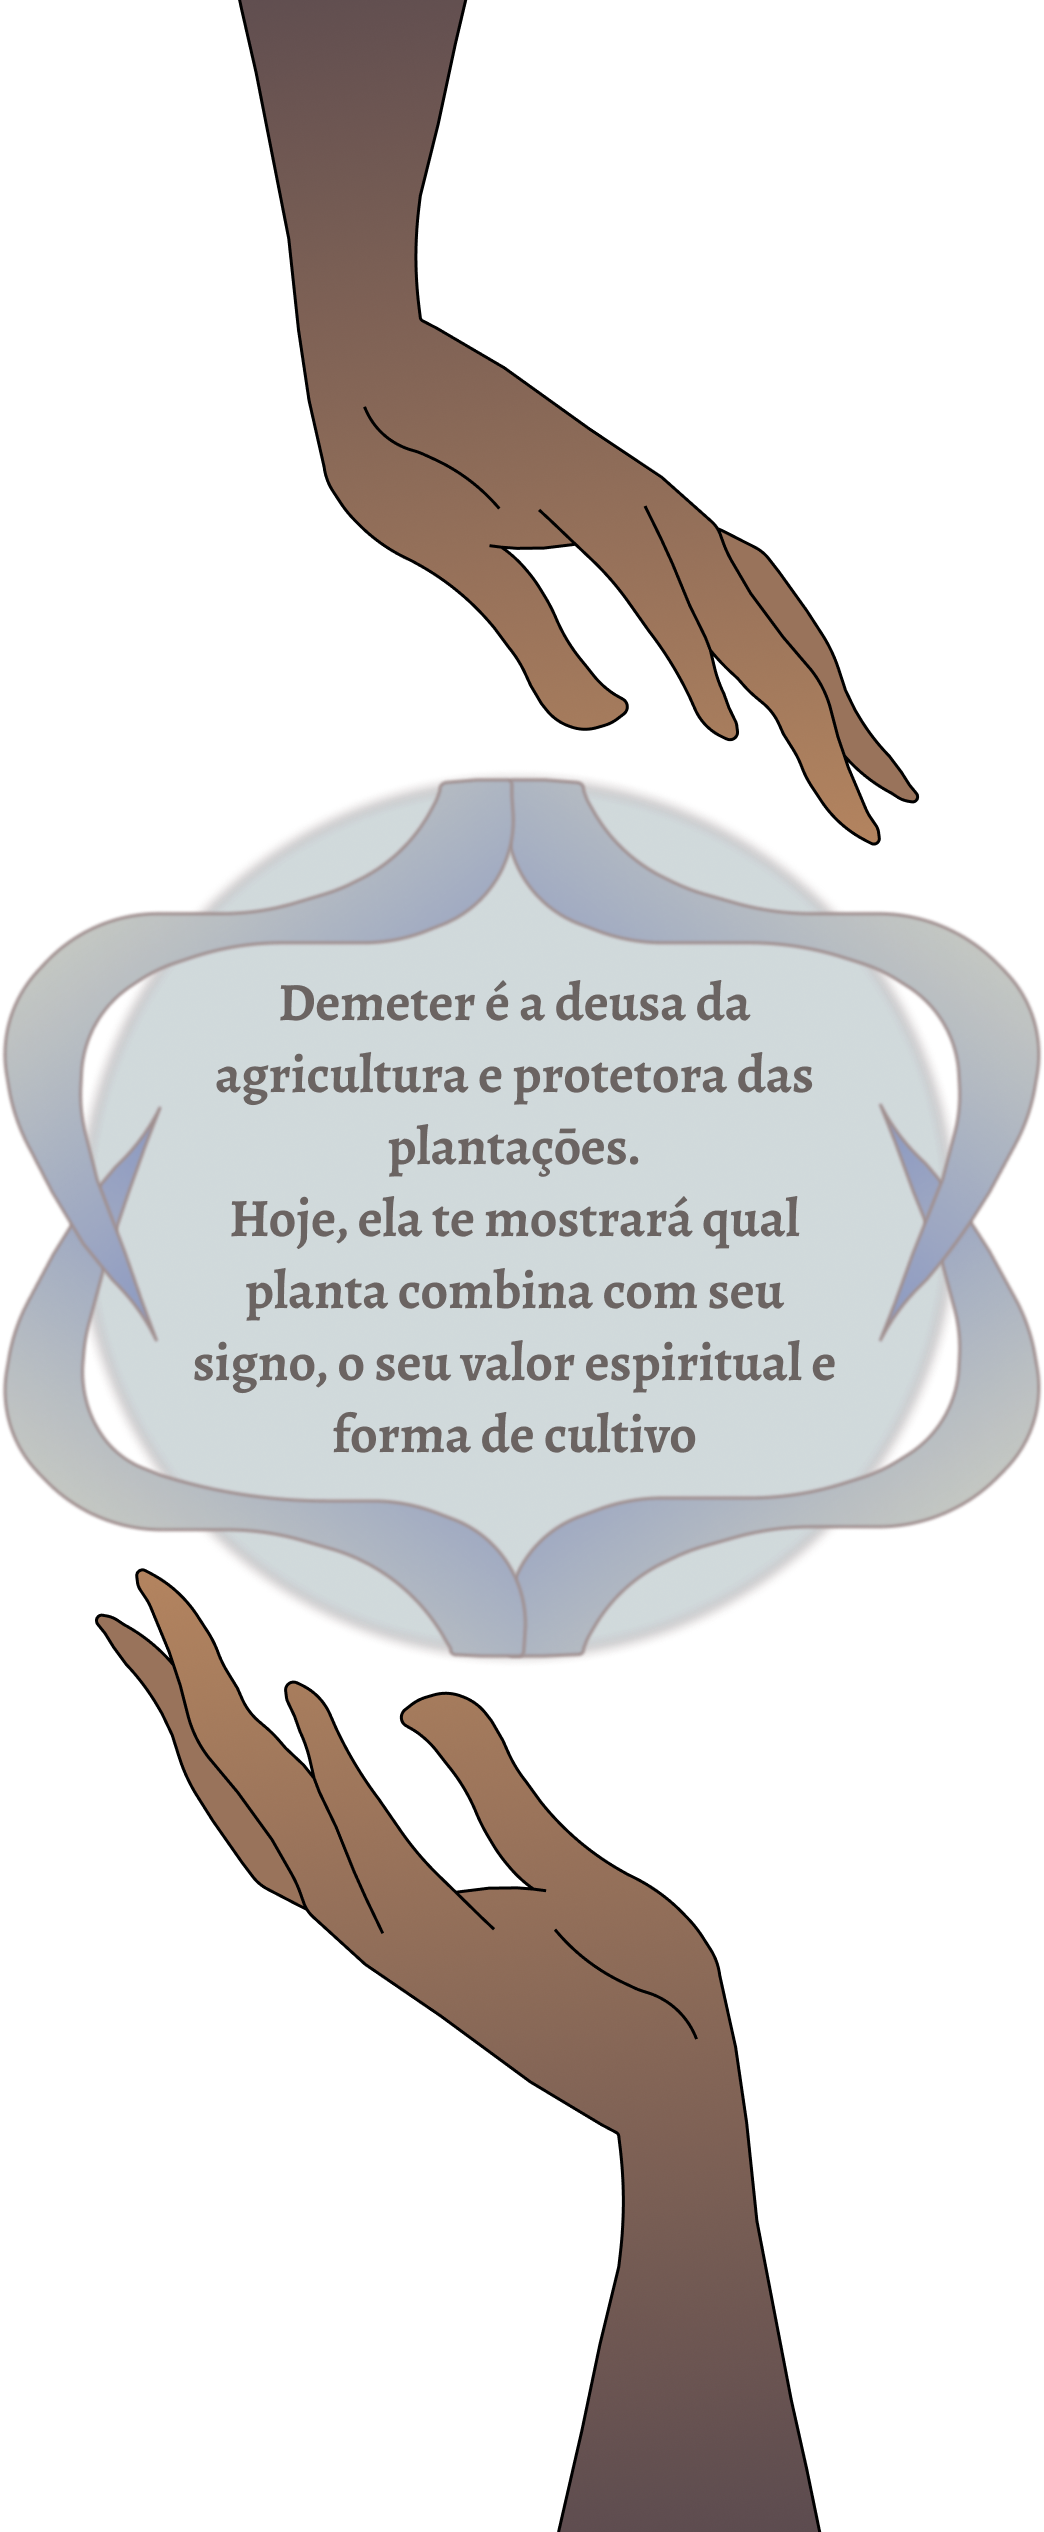 Demeter é a deusa da
agricultura e protetora das
plantações.
Hoje, ela te mostrará qual
planta combina com seu
signo, o seu valor espiritual e
forma de cultivo